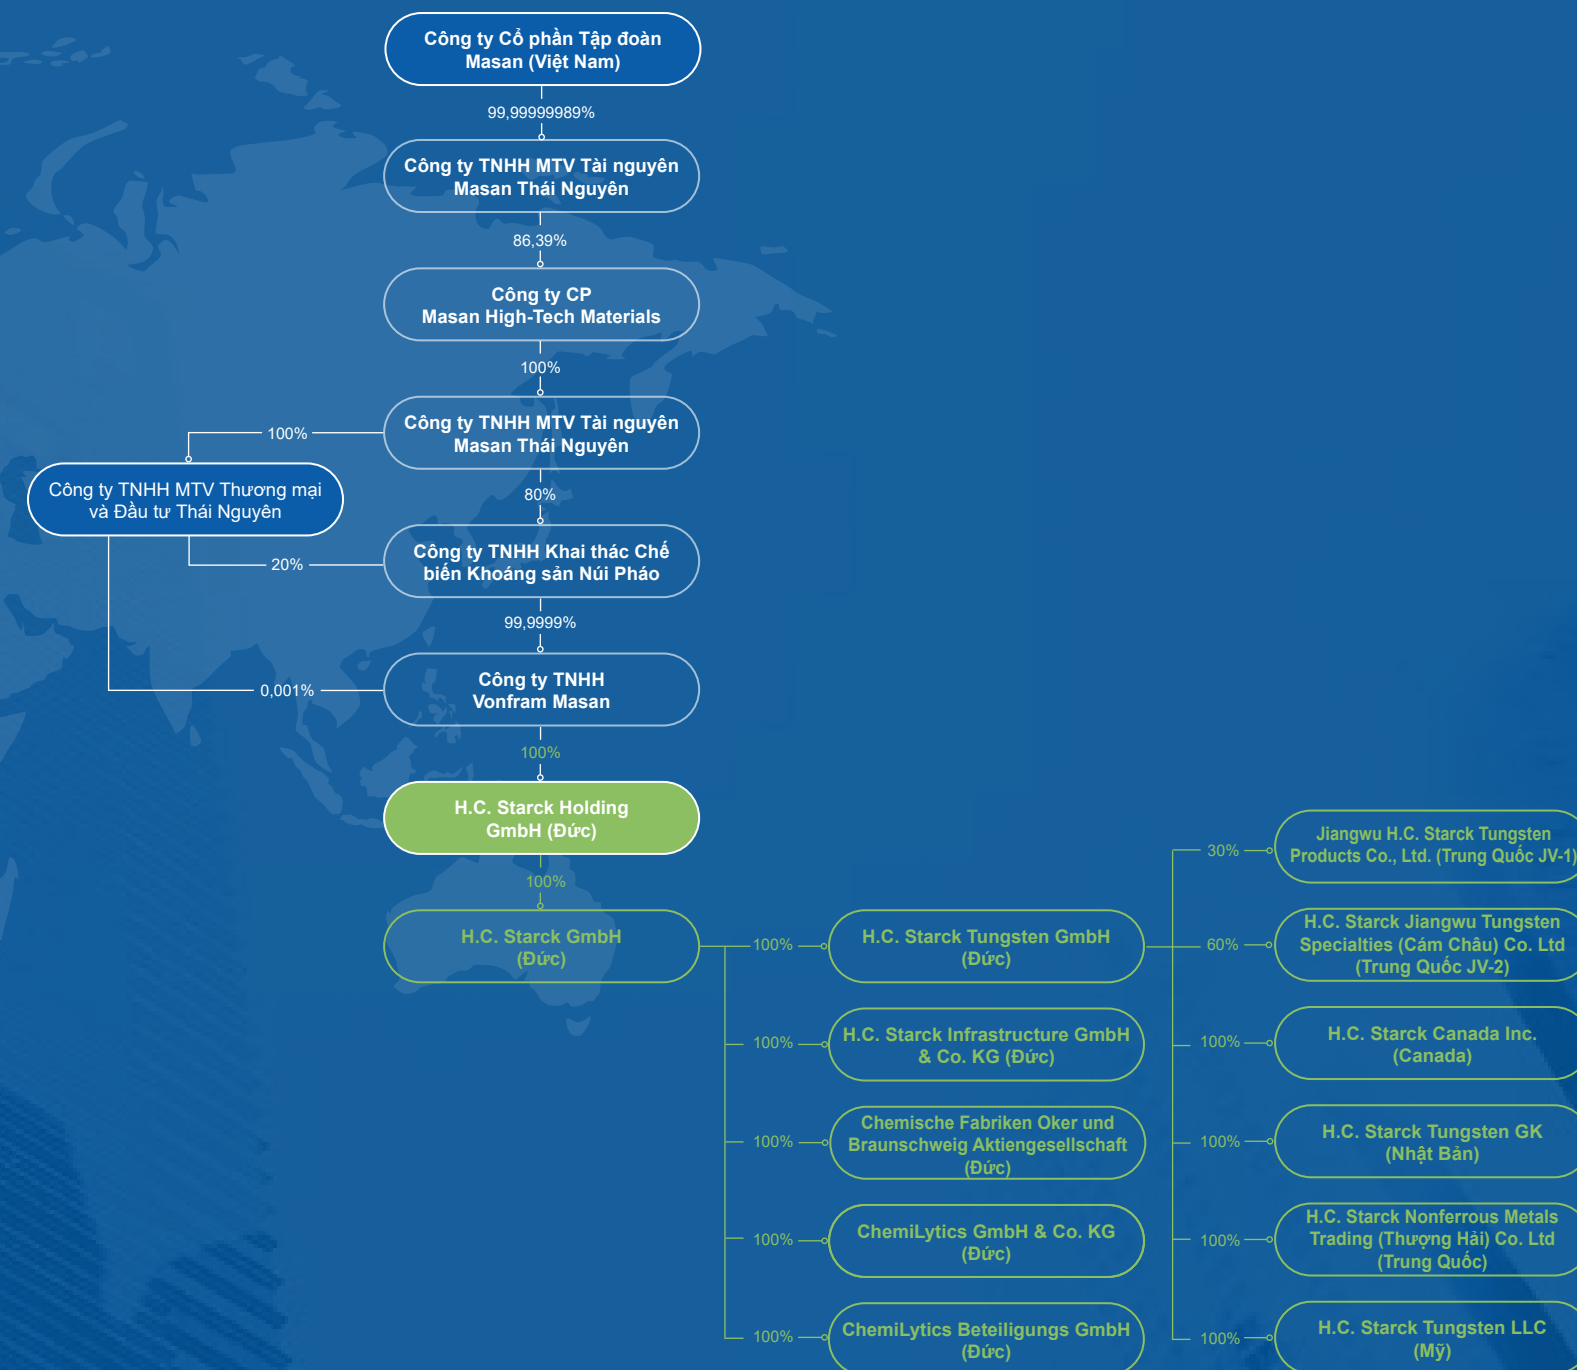 Công ty Cổ phần Tập đoàn
Masan (Việt Nam)
99,99999989%
Công ty TNHH MTV Tài nguyên
Masan Thái Nguyên
86,39%
Công ty CP
Masan High-Tech Materials
100%
Công ty TNHH MTV Tài nguyên
Masan Thái Nguyên
100%
Công ty TNHH MTV Thương mại
và Đầu tư Thái Nguyên
80%
20%
Công ty TNHH Khai thác Chế
biến Khoáng sản Núi Pháo
99,9999%
0,001%
Công ty TNHH
Vonfram Masan
100%
H.C. Starck Holding
GmbH (Đức)
100%
H.C. Starck GmbH
(Đức)
100%
H.C. Starck Tungsten GmbH
(Đức)
100%
H.C. Starck Infrastructure GmbH
& Co. KG (Đức)
100%
Chemische Fabriken Oker und
Braunschweig Aktiengesellschaft
(Đức)
100%
ChemiLytics GmbH & Co. KG
(Đức)
100%
ChemiLytics Beteiligungs GmbH
(Đức)
30%
Jiangwu H.C. Starck Tungsten
Products Co., Ltd. (Trung Quốc JV-1)
60%
H.C. Starck Jiangwu Tungsten
Specialties (Cám Châu) Co. Ltd
(Trung Quốc JV-2)
100%
H.C. Starck Canada Inc.
(Canada)
100%
H.C. Starck Tungsten GK
(Nhật Bản)
100%
H.C. Starck Nonferrous Metals
Trading (Thượng Hải) Co. Ltd
(Trung Quốc)
100%
H.C. Starck Tungsten LLC
(Mỹ)